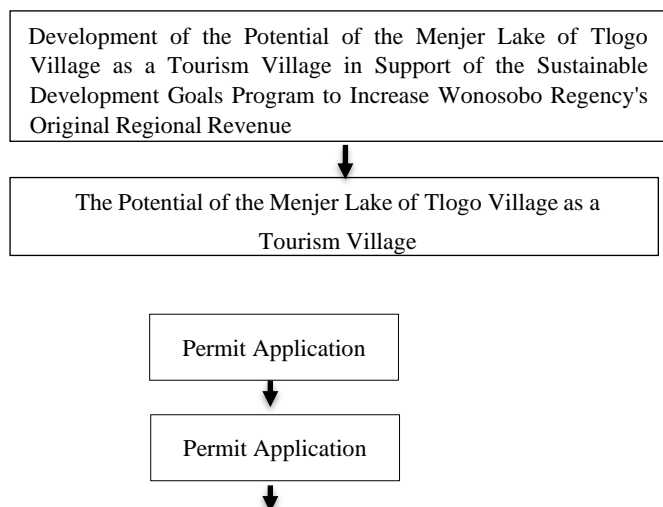 Development of the Potential of the Menjer Lake of Tlogo
Village as a Tourism Village in Support of the Sustainable
Development Goals Program to Increase Wonosobo Regency's
Original Regional Revenue
The Potential of the Menjer Lake of Tlogo Village as a
Tourism Village
Permit Application
Permit Application